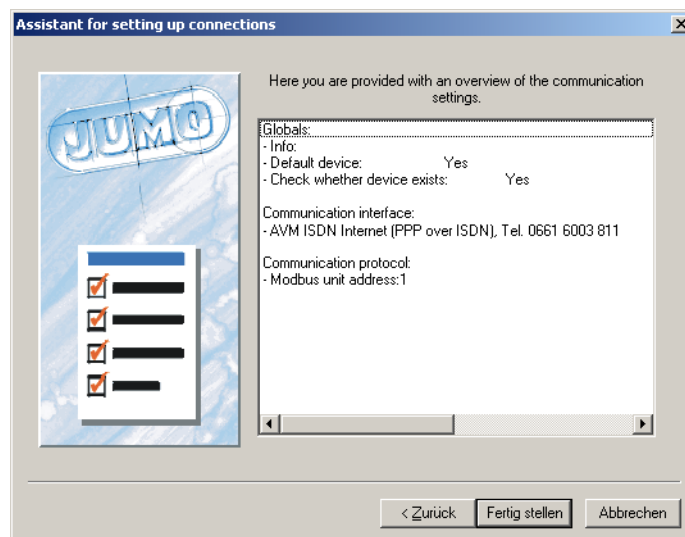 Assistant for setting up connections
JUMO
Here you are provided with an overview of the communication
settings.
Globals:
- Info:
- Default device: Yes
- Check whether device exists: Yes
Communication interface:
- AVM ISDN Internet (PPP over ISDN), Tel. 0661 6003 811
Communication protocol:
- Modbus unit address:1
< Zurück
Fertig stellen
Abbrechen